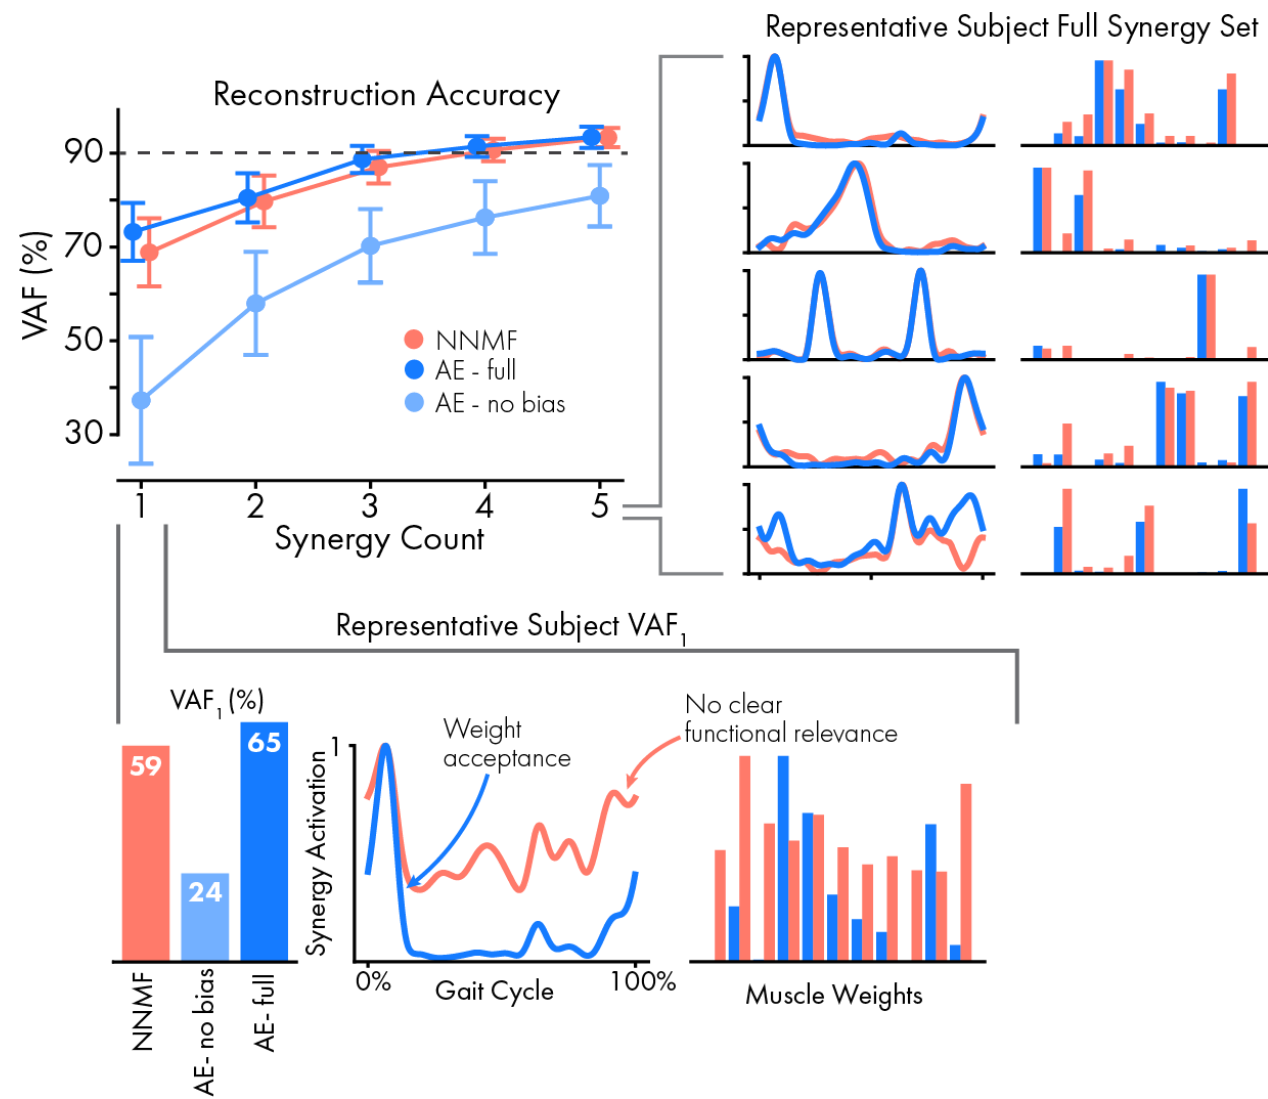 Representative Subject Full Synergy Set
Reconstruction Accuracy
VAF (%)
90
70
50
30
NNMF
AE - full
AE - no bias
1 2 3 4 5
Synergy Count
Representative Subject VAF1
VAF1 (%)
59
24
65
NNMF
AE- no bias
AE- full
Synergy Activation
1
Weight
acceptance
No clear
functional relevance
0% 100%
Gait Cycle
Muscle Weights